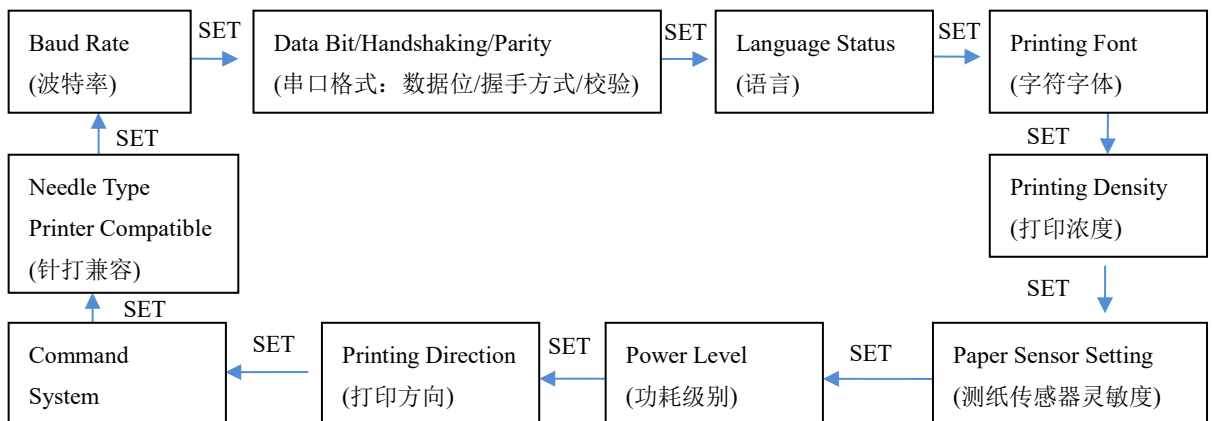 Baud Rate
(波特率)
SET
Data Bit/Handshaking/Parity
(串口格式：数据位/握手方式/校验)
SET
Language Status
(语言)
SET
Printing Font
(字符字体)
SET
Printing Density
(打印浓度)
SET
Paper Sensor Setting
(测纸传感器灵敏度)
SET
Power Level
(功耗级别)
SET
Printing Direction
(打印方向)
SET
Command
System
SET
Needle Type
Printer Compatible
(针打兼容)
SET